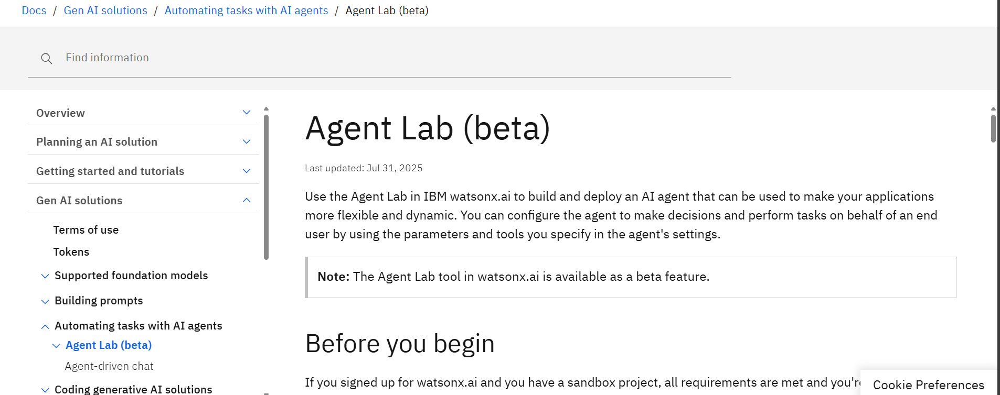 Docs / Gen AI solutions / Automating tasks with AI agents / Agent Lab (beta)
Find information
Overview
Planning an AI solution
Getting started and tutorials
Gen AI solutions
Terms of use
Tokens
Supported foundation models
Building prompts
Automating tasks with AI agents
Agent Lab (beta)
Agent-driven chat
Coding generative AI solutions
Agent Lab (beta)
Last updated: Jul 31, 2025
Use the Agent Lab in IBM watsonx.ai to build and deploy an AI agent that can be used to make your applications
more flexible and dynamic. You can configure the agent to make decisions and perform tasks on behalf of an end
user by using the parameters and tools you specify in the agent's settings.
Note: The Agent Lab tool in watsonx.ai is available as a beta feature.
Before you begin
If you signed up for watsonx.ai and you have a sandbox project, all requirements are met and you'r
Cookie Preferences